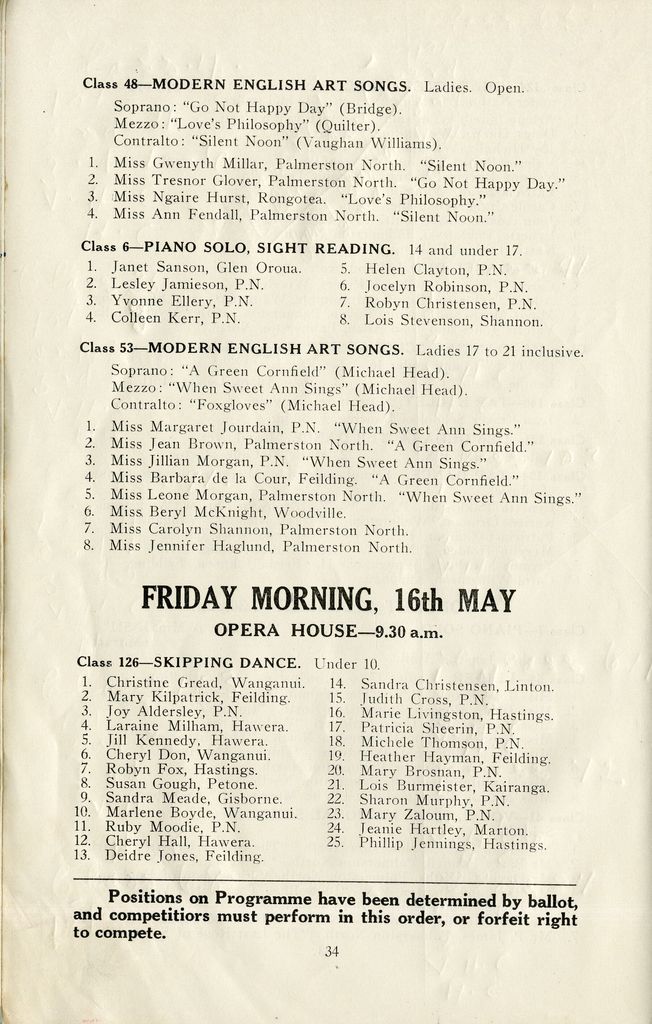 Class 48—MODERN ENGLISH ART SONGS. Ladies. Open.
Soprano: “Go Not Happy Day” (Bridge).
Mezzo: “Love's Philosophy” (Quilter).
Contralto: “Silent Noon” (Vaughan Williams).
1. Miss Gwenyth Millar, Palmerston North. “Silent Noon.”
2. Miss Tresnor Glover, Palmerston North. “Go Not Happy Day.”
3. Miss Ngaire Hurst, Rongotea. “Love's Philosophy.”
4. Miss Ann Fendall, Palmerston North. “Silent Noon.”
Class 6—PIANO SOLO, SIGHT READING. 14 and under 17.
1. Janet Sanson, Glen Oroua.
2. Lesley Jamieson, P.N.
3. Yvonne Ellery, P.N.
4. Colleen Kerr, P.N.
5. Helen Clayton, P.N.
6. Jocelyn Robinson, P.N.
7. Robyn Christensen, P.N.
8. Lois Stevenson, Shannon.
Class 53—MODERN ENGLISH ART SONGS. Ladies 17 to 21 inclusive.
Soprano: “A Green Cornfield” (Michael Head).
Mezzo: “When Sweet Ann Sings” (Michael Head).
Contralto: “Foxgloves” (Michael Head).
1. Miss Margaret Jourdain, P.N. “When Sweet Ann Sings.”
2. Miss Jean Brown, Palmerston North. “A Green Cornfield.”
3. Miss Jillian Morgan, P.N. “When Sweet Ann Sings.”
4. Miss Barbara de la Cour, Feilding. “A Green Cornfield.”
5. Miss Leone Morgan, Palmerston North. “When Sweet Ann Sings.”
6. Miss Beryl McKnight, Woodville.
7. Miss Carolyn Shannon, Palmerston North.
8. Miss Jennifer Haglund, Palmerston North.
FRIDAY MORNING, 16th MAY
OPERA HOUSE—9.30 a.m.
Class 126—SKIPPING DANCE. Under 10.
1. Christine Gread, Wanganui.
2. Mary Kilpatrick, Feilding.
3. Joy Aldersley, P.N.
4. Laraine Milham, Hawera.
5. Jill Kennedy, Hawera.
6. Cheryl Don, Wanganui.
7. Robyn Fox, Hastings.
8. Susan Gough, Petone.
9. Sandra Meade, Gisborne.
10. Marlene Boyde, Wanganui.
11. Ruby Moodie, P.N.
12. Cheryl Hall, Hawera.
13. Deidre Jones, Feilding.
14. Sandra Christensen, Linton.
15. Judith Cross, P.N.
16. Marie Livingston, Hastings.
17. Patricia Sheerin, P.N.
18. Michele Thomson, P.N.
19. Heather Hayman, Feilding.
20. Mary Brosnan, P.N.
21. Lois Burmeister, Kairanga.
22. Sharon Murphy, P.N.
23. Mary Zaloum, P.N.
24. Jeanie Hartley, Marton.
25. Phillip Jennings, Hastings.
Positions on Programme have been determined by ballot,
and competitiors must perform in this order, or forfeit right
to compete.
34